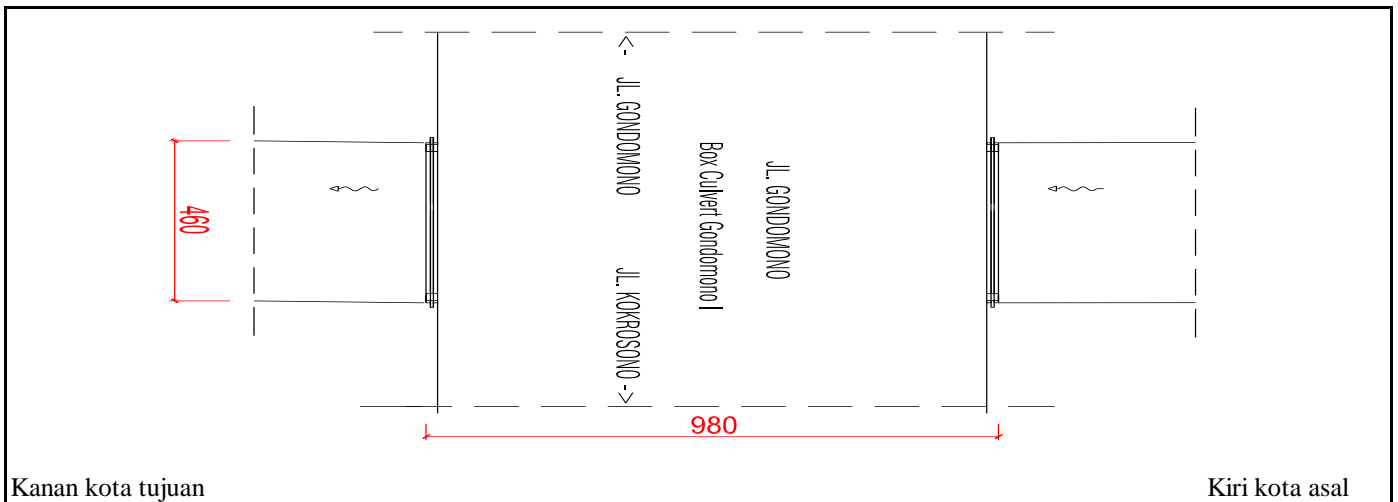 JL. GONDOMONO
Box Culvert Gondomono I
<- JL. GONDOMONO
JL. KOKROSONO ->
460
980
Kanan kota tujuan
Kiri kota asal